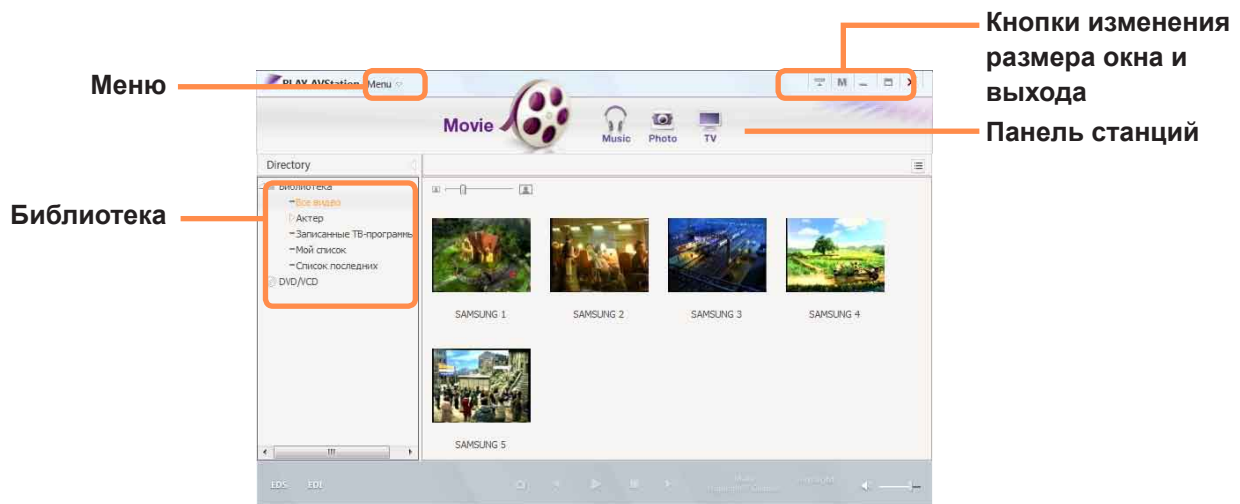 Кнопки изменения
размера окна и
выхода
Меню
PLAY AVStation Menu
M
Movie
Music Photo TV
Панель станций
Directory
Библиотека
Библиотека
Все видео
Актер
Записанные ТВ-программы
Мой список
Список последних
DVD/VCD
SAMSUNG 1 SAMSUNG 2 SAMSUNG 3 SAMSUNG 4
SAMSUNG 5
EDS EDI